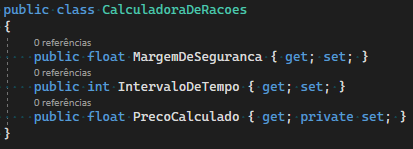 public class CalculadoraDeRacoes
{
0 referências
public float MargemDeSeguranca { get; set; }
0 referências
public int IntervaloDeTempo { get; set; }
0 referências
public float PrecoCalculado { get; private set; }
}